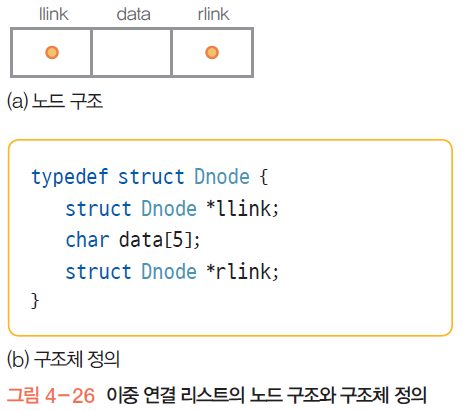 llink data rlink
(a) 노드 구조
typedef struct Dnode {
    struct Dnode *llink;
    char data[5];
    struct Dnode *rlink;
}
(b) 구조체 정의
그림 4-26 이중 연결 리스트의 노드 구조와 구조체 정의